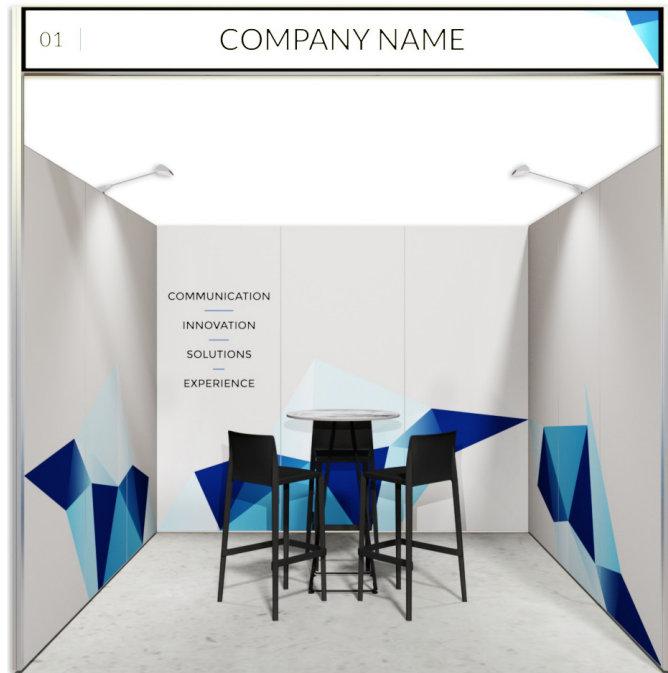 01
COMPANY NAME
COMMUNICATION
INNOVATION
SOLUTIONS
EXPERIENCE